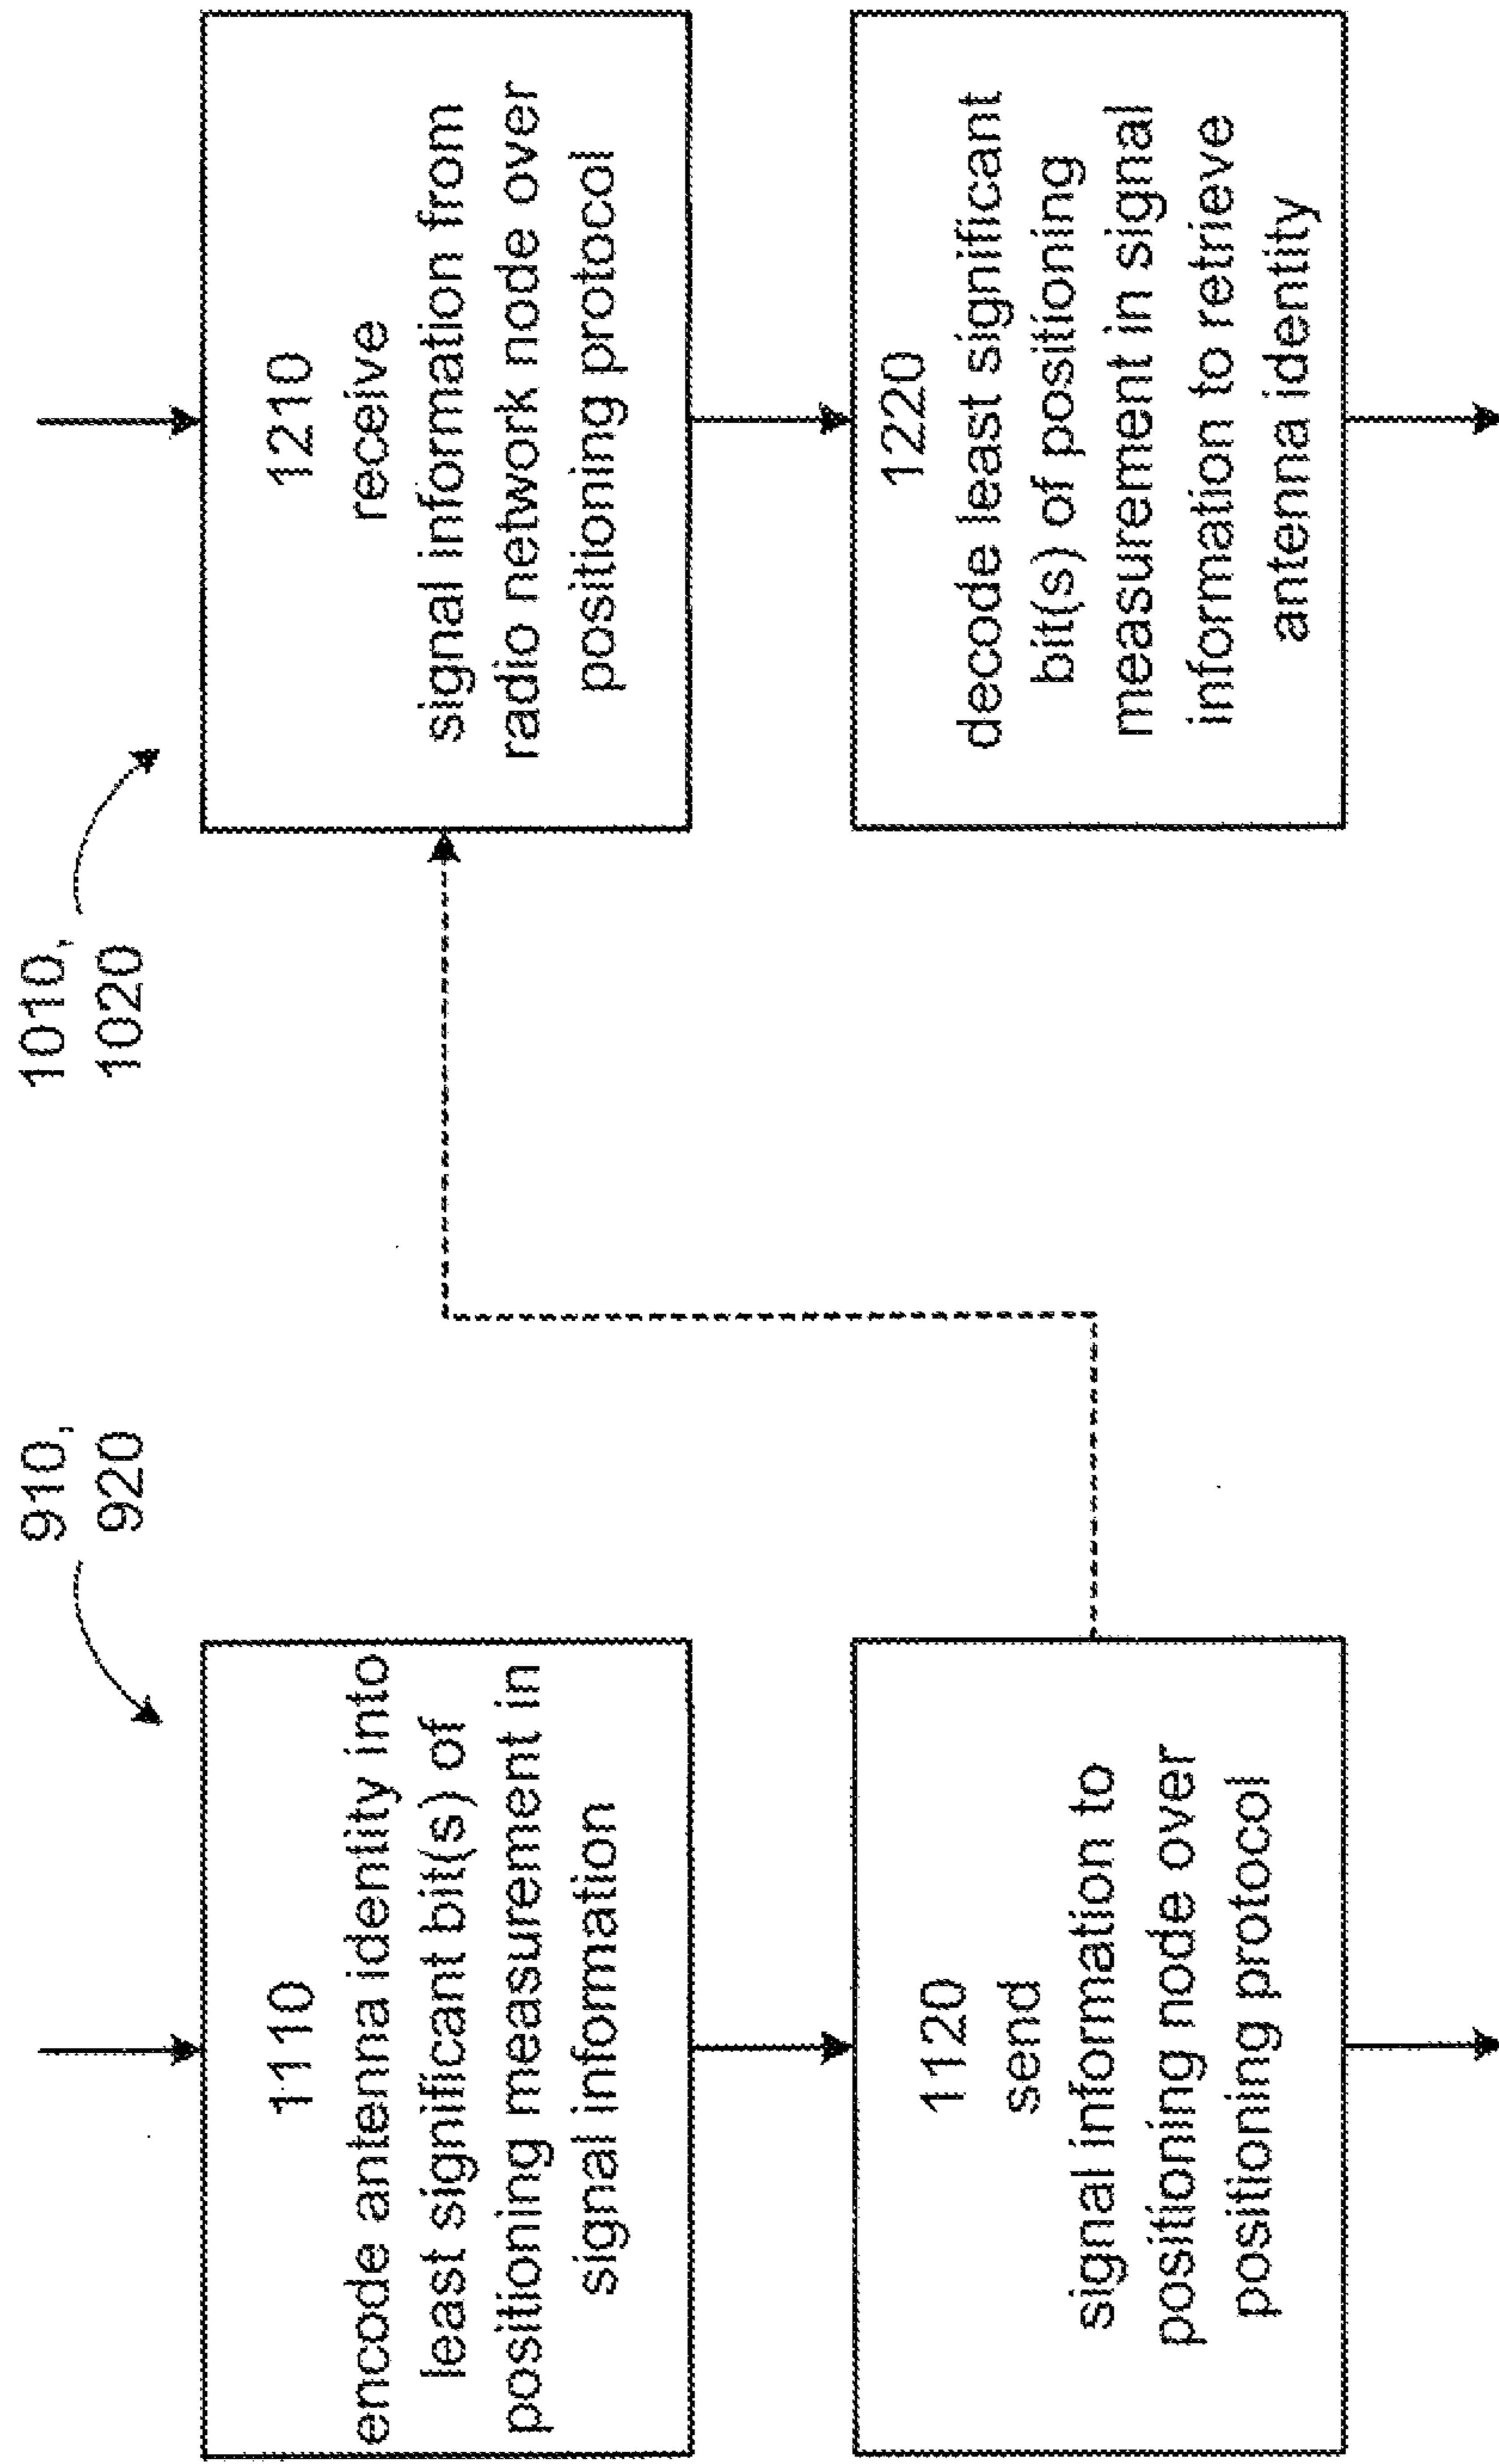 910,
920
1110
encode antenna identity into
least significant bit(s) of
positioning measurement in
signal information
1120
send
signal information to
positioning node over
positioning protocol
1010,
1020
1210
receive
signal information from
radio network node over
positioning protocol
1220
decode least significant
bit(s) of positioning
measurement in signal
information to retrieve
antenna identity